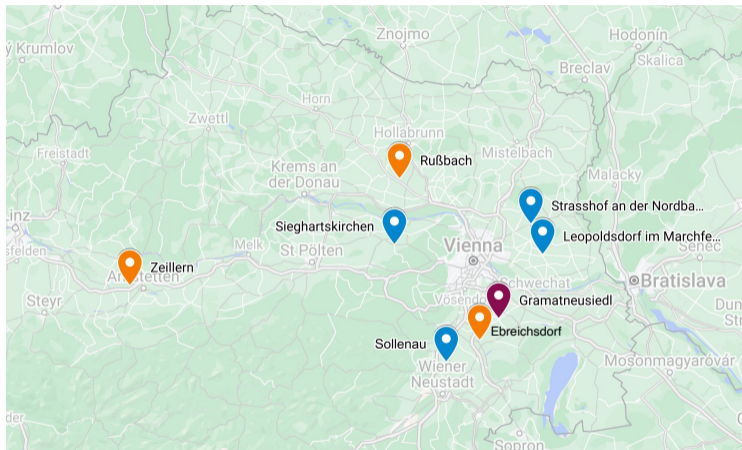 Znojmo
Hodonín
Skalica
ý Krumlov
Breclav
Horn
Zwettl
Hollabrunn
Mistelbach
Freistadt
Rußbach
Malacky
Krems an
der Donau
Strasshof an der Nordba...
Sieghartskirchen
Leopoldsdorf im Marchfe...
inz
Melk
St Pölten
Vienna
Senec
Zeillern
Schwechat
Bratislava
Steyr
Gramatneusiedl
Ebreichsdorf
Sollenau
Wiener
Neustadt
Mosonmagyaróvár
Sopron